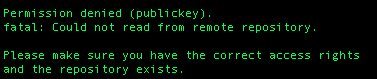 Permission denied (publickey).
fatal: Could not read from remote repository.
Please make sure you have the correct access rights
and the repository exists.